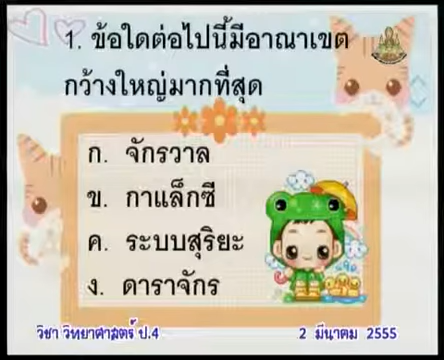 1. ข้อใดต่อไปนี้มีอาณาเขต
กว้างใหญ่มากที่สุด
ก. จักรวาล
ข. กาแล็กซี
ค. ระบบสุริยะ
ง. ดาราจักร
วิชา วิทยาศาสตร์ ป.4
2 มีนาคม 2555